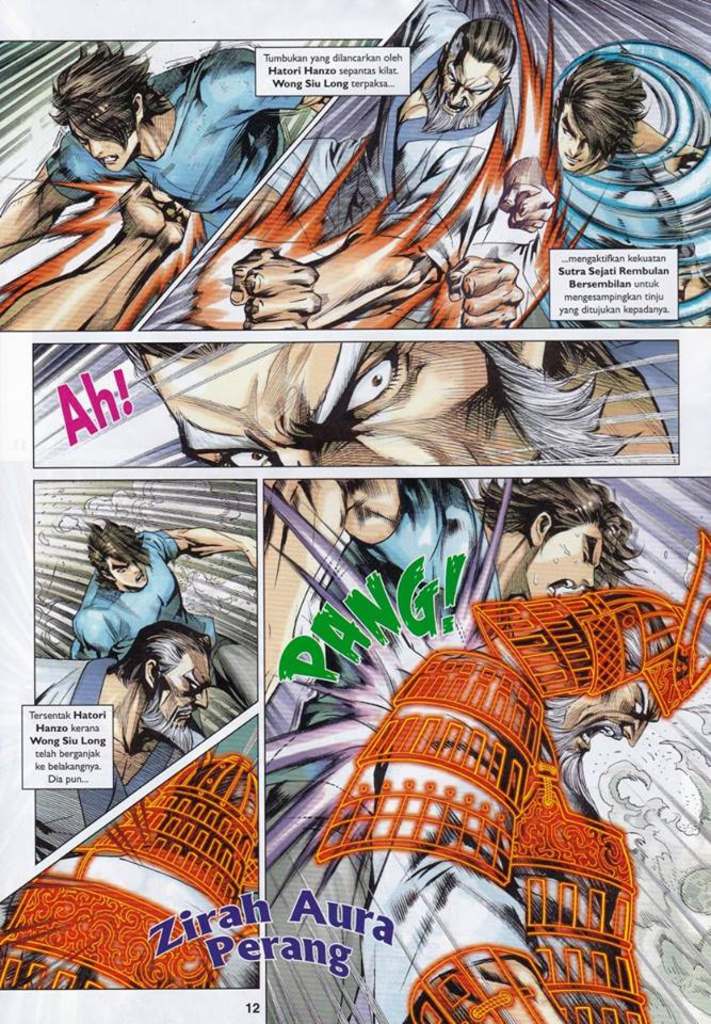 Tumbukan yang dilancarkan oleh
Hatori Hanzo sepantas kilat.
Wong Siu Long terpaksa...
...mengaktifkan kekuatan
Sutra Sejati Rembulan
Bersembilan untuk
mengesampingkan tinju
yang ditujukan kepadanya.
Ah!
Tersentak Hatori
Hanzo kerana
Wong Siu Long
telah berganjak
ke belakangnya.
Dia pun...
PANG!
Zirah Aura
Perang
12